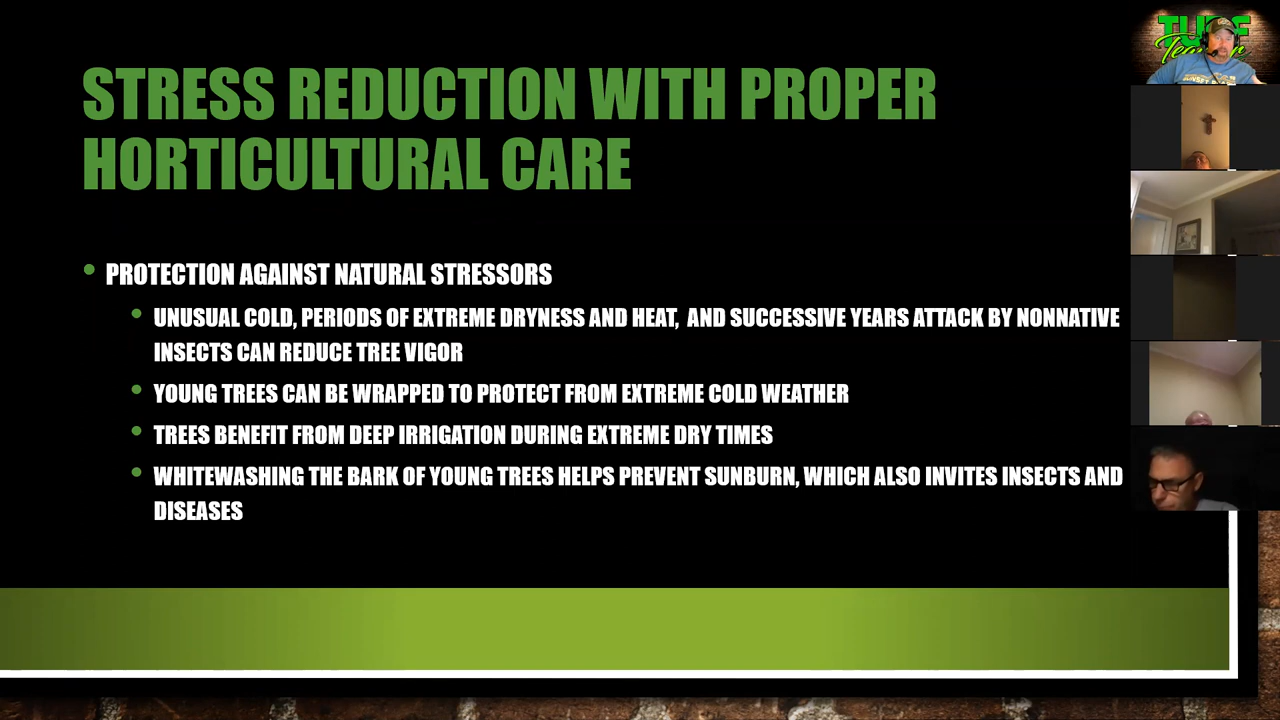 STRESS REDUCTION WITH PROPER
HORTICULTURAL CARE
• PROTECTION AGAINST NATURAL STRESSORS
• UNUSUAL COLD, PERIODS OF EXTREME DRYNESS AND HEAT, AND SUCCESSIVE YEARS ATTACK BY NONNATIVE
INSECTS CAN REDUCE TREE VIGOR
• YOUNG TREES CAN BE WRAPPED TO PROTECT FROM EXTREME COLD WEATHER
• TREES BENEFIT FROM DEEP IRRIGATION DURING EXTREME DRY TIMES
• WHITEWASHING THE BARK OF YOUNG TREES HELPS PREVENT SUNBURN, WHICH ALSO INVITES INSECTS AND
DISEASES